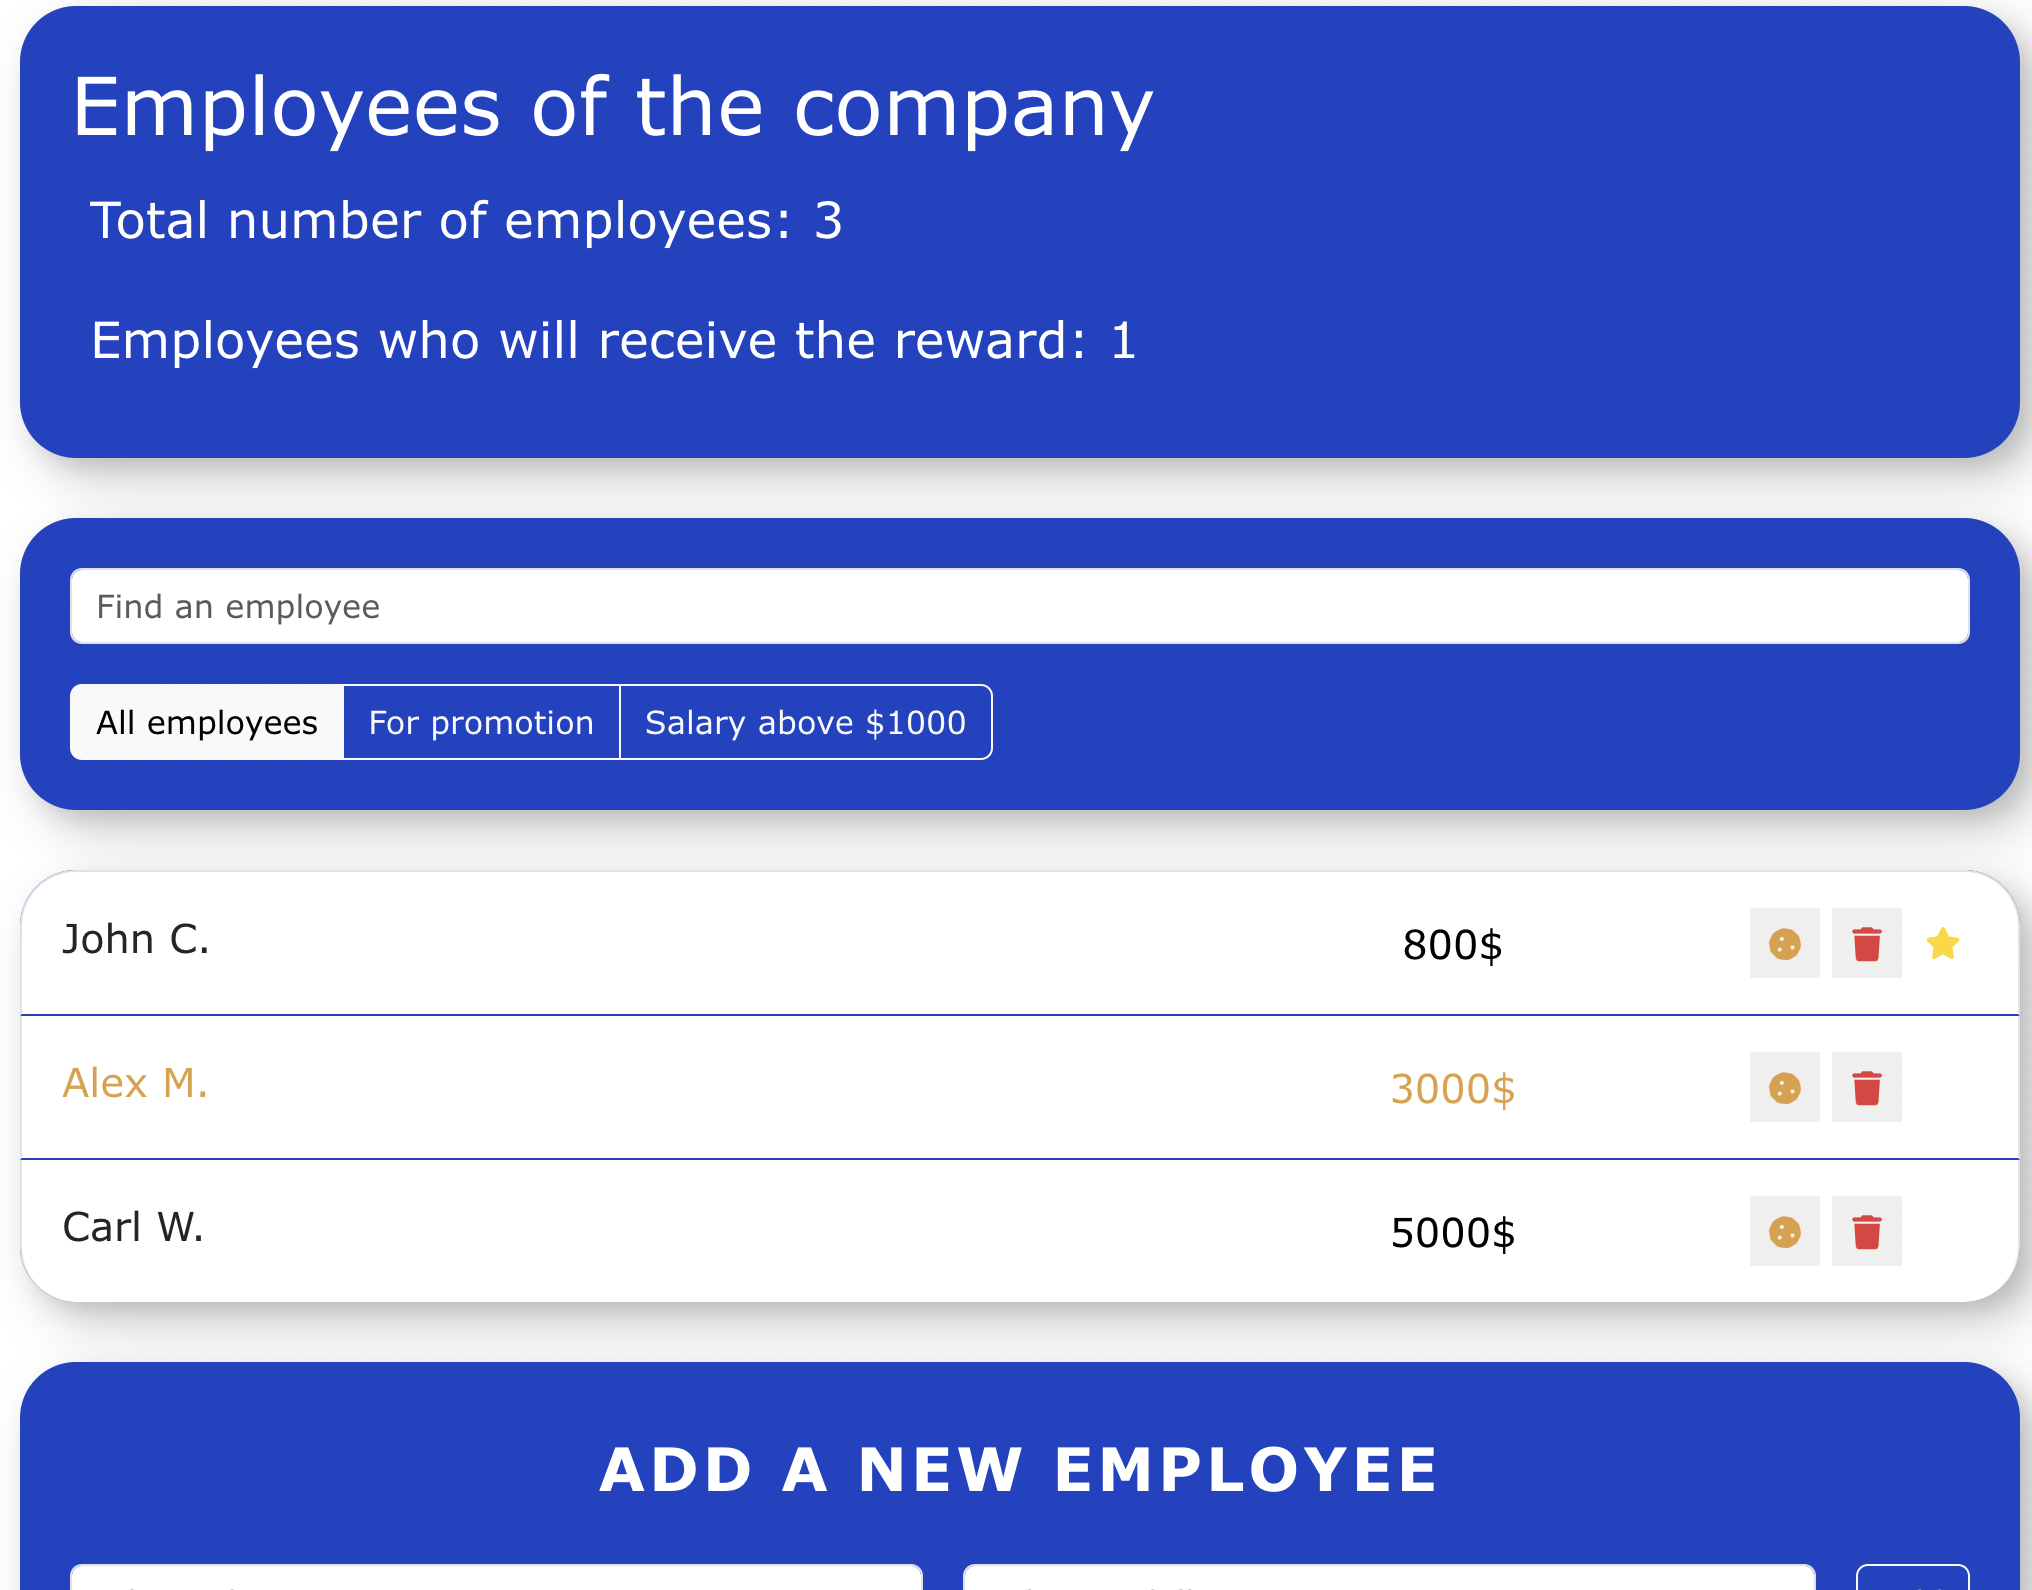 Employees of the company
Total number of employees: 3
Employees who will receive the reward: 1
Find an employee
All employees For promotion Salary above $1000
John C. 800$
Alex M. 3000$
Carl W. 5000$
ADD A NEW EMPLOYEE